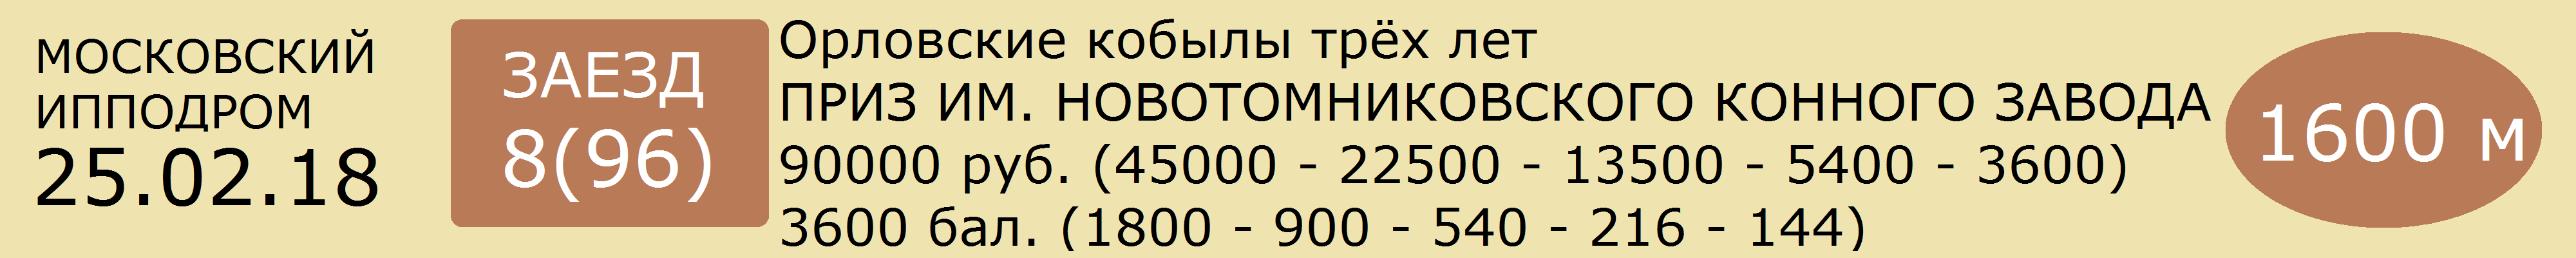 МОСКОВСКИЙ
ИППОДРОМ
25.02.18
ЗАЕЗД
8(96)
Орловские кобылы трёх лет
ПРИЗ ИМ. НОВОТОМНИКОВСКОГО КОННОГО ЗАВОДА
90000 руб. (45000 - 22500 - 13500 - 5400 - 3600)
3600 бал. (1800 - 900 - 540 - 216 - 144)
1600 м